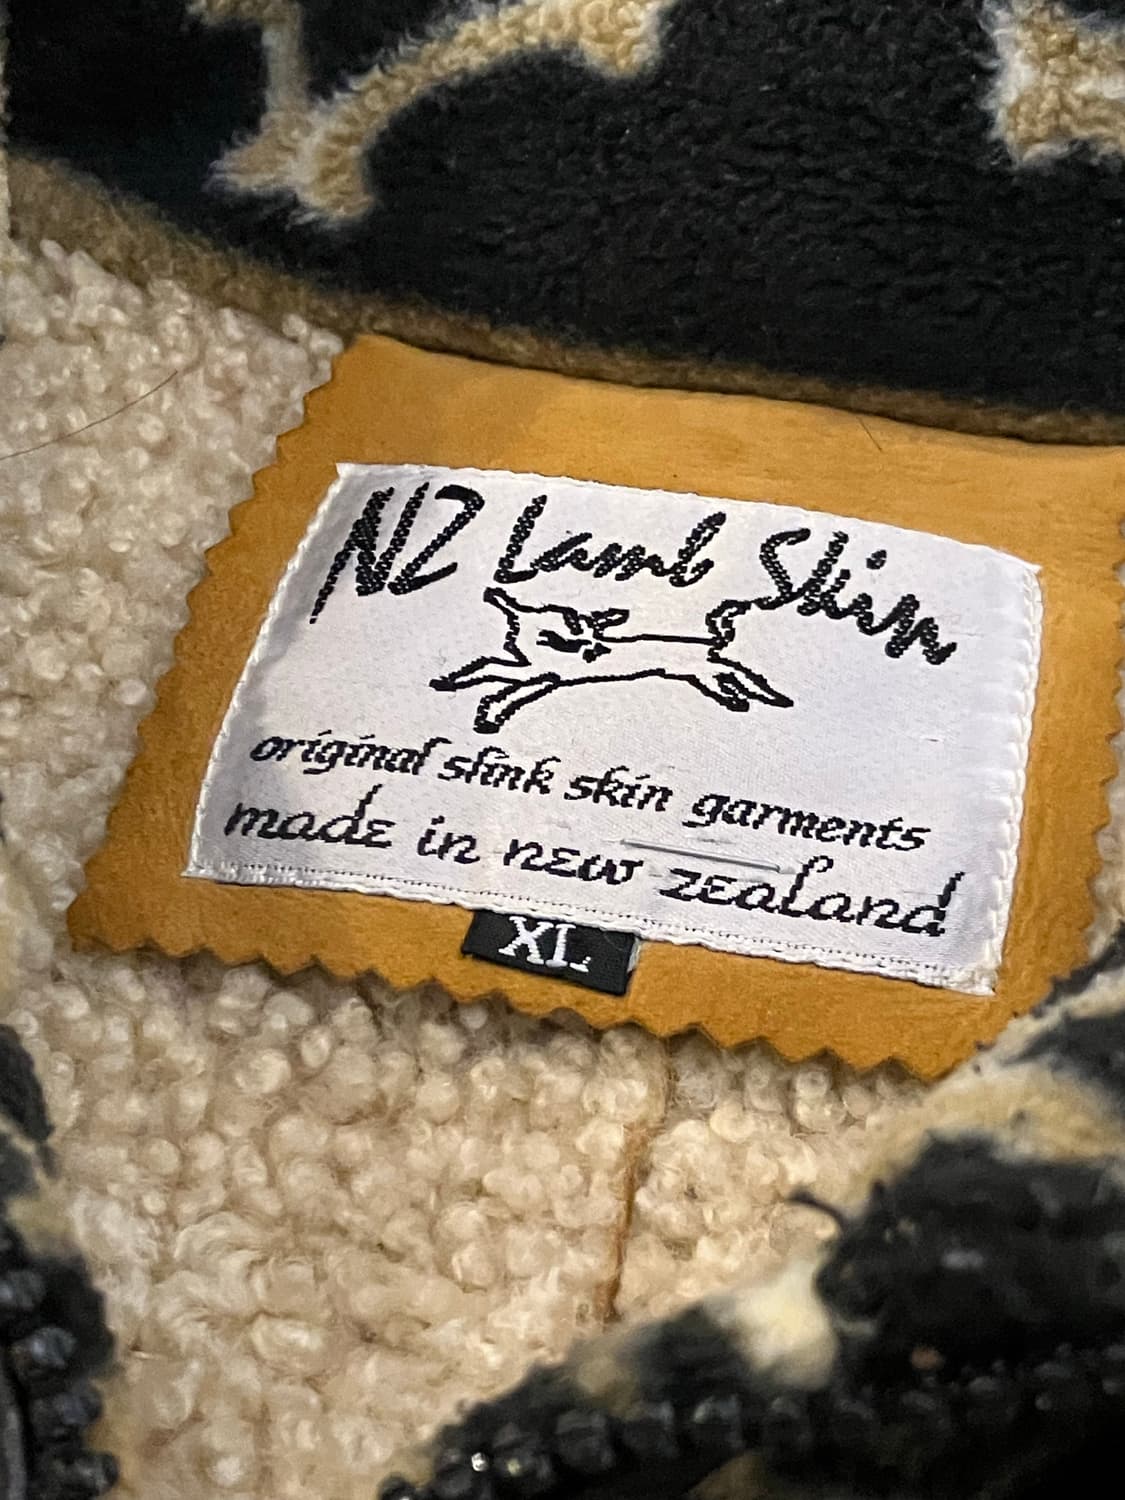 NZ Lamb Skin
original slink skin garments
made in new zealand
XL